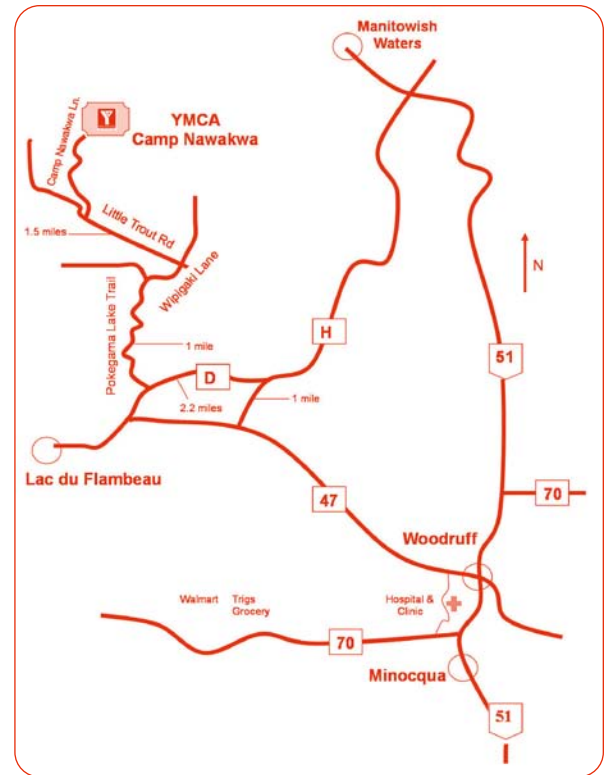 Manitowish
Waters
YMCA
Camp Nawakwa
Camp Nawakwa Ln.
Little Trout Rd
1.5 miles
Wipigaki Lane
N
Pokegama Lake Trail
H
1 mile
51
D
2.2 miles
1 mile
Lac du Flambeau
47
70
Woodruff
Walmart Trigs
Grocery
Hospital &
Clinic
70
Minocqua
51